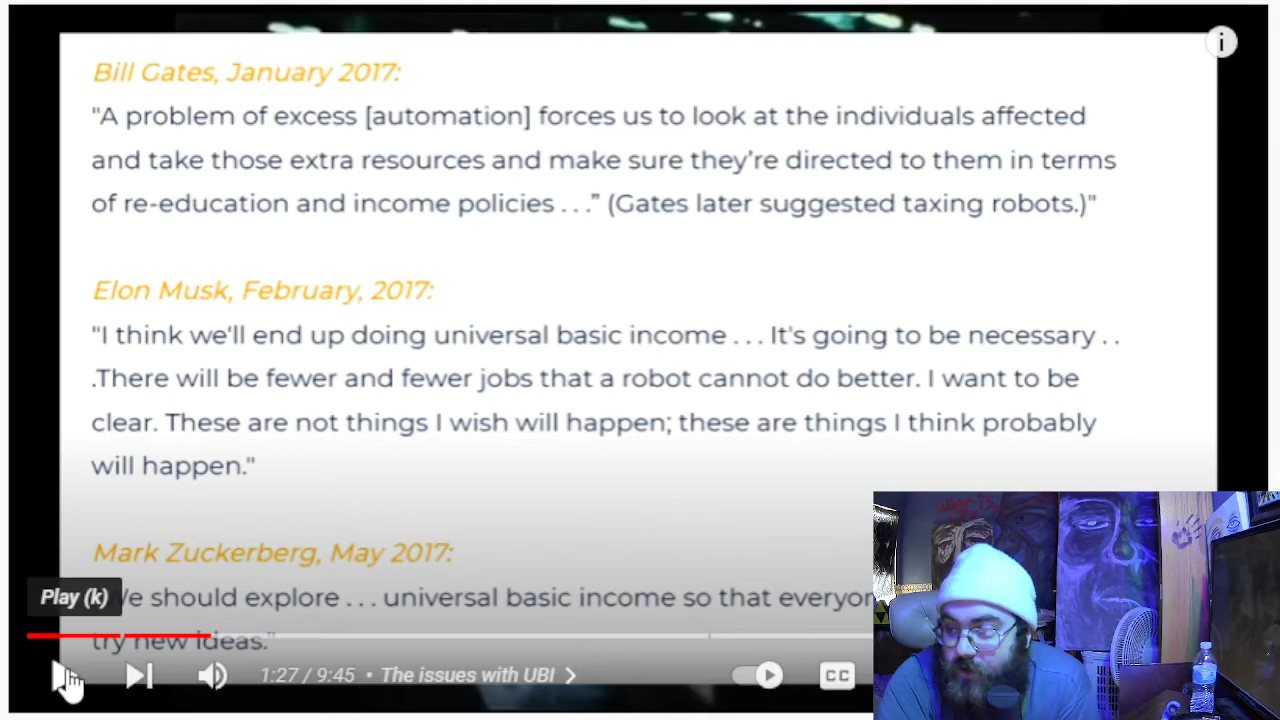 Bill Gates, January 2017:
"A problem of excess [automation] forces us to look at the individuals affected
and take those extra resources and make sure they're directed to them in terms
of re-education and income policies . . ." (Gates later suggested taxing robots.)"
Elon Musk, February, 2017:
"I think we'll end up doing universal basic income . . . It's going to be necessary . .
.There will be fewer and fewer jobs that a robot cannot do better. I want to be
clear. These are not things I wish will happen; these are things I think probably
will happen."
Mark Zuckerberg, May 2017:
Play (k)
should explore . . . universal basic income so that
try new ideas."
1:27 / 9:45 • The issues with UBI >
CC